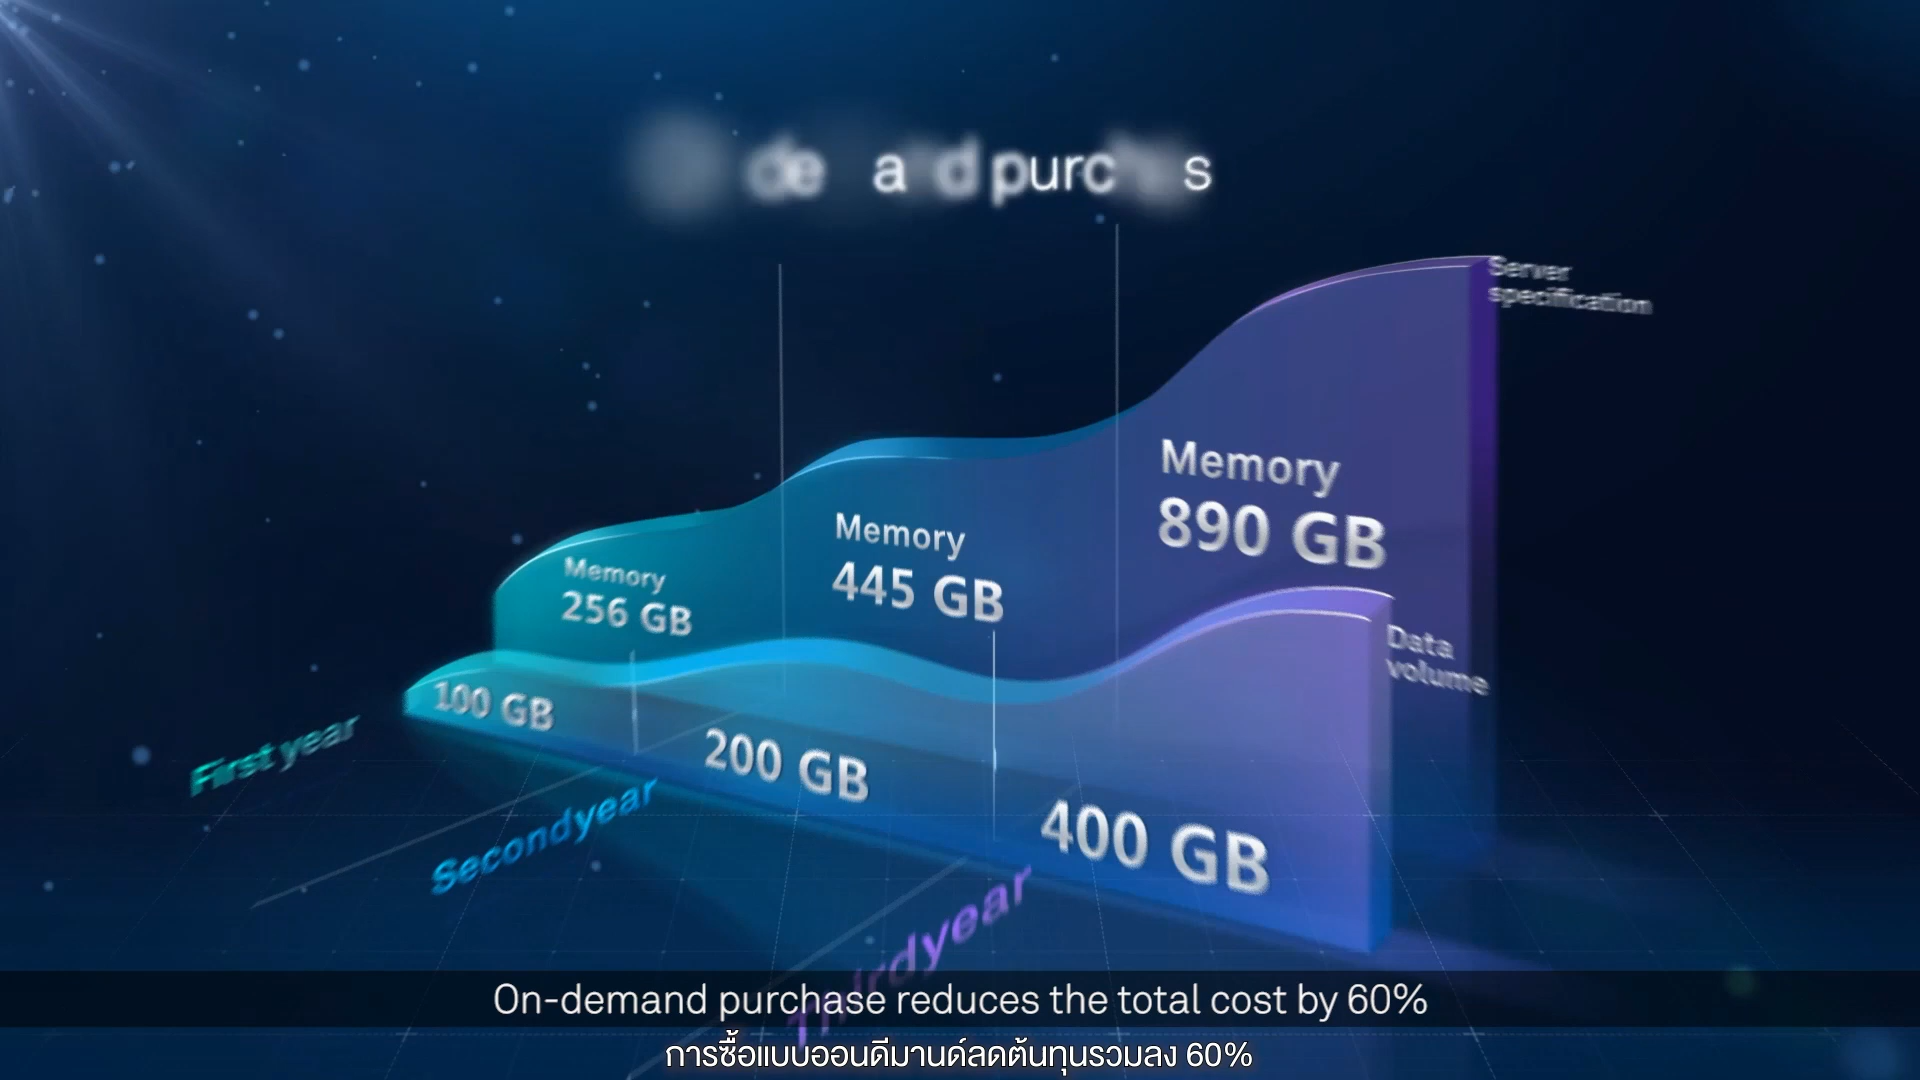 purc
Server
specification
Memory
890 GB
Memory
445 GB
Memory
256 GB
Data
volume
100 GB
200 GB
400 GB
First year
Secondyear
Thirdyear
On-demand purchase reduces the total cost by 60%
การซื้อแบบออนดีมานด์ลดต้นทุนรวมลง 60%